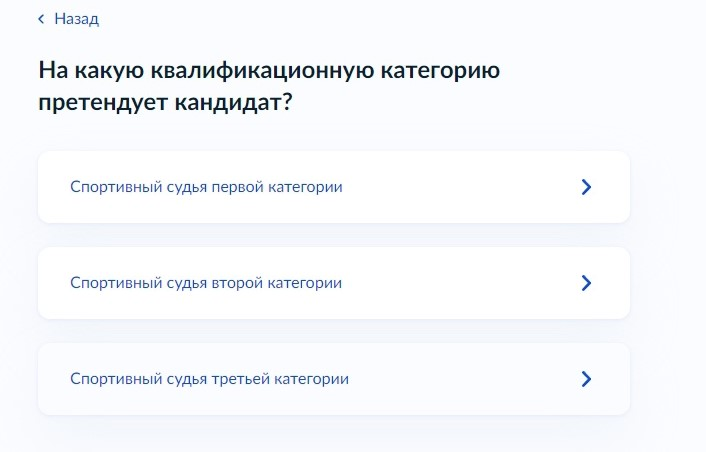 Назад
На какую квалификационную категорию
претендует кандидат?
Спортивный судья первой категории
Спортивный судья второй категории
Спортивный судья третьей категории